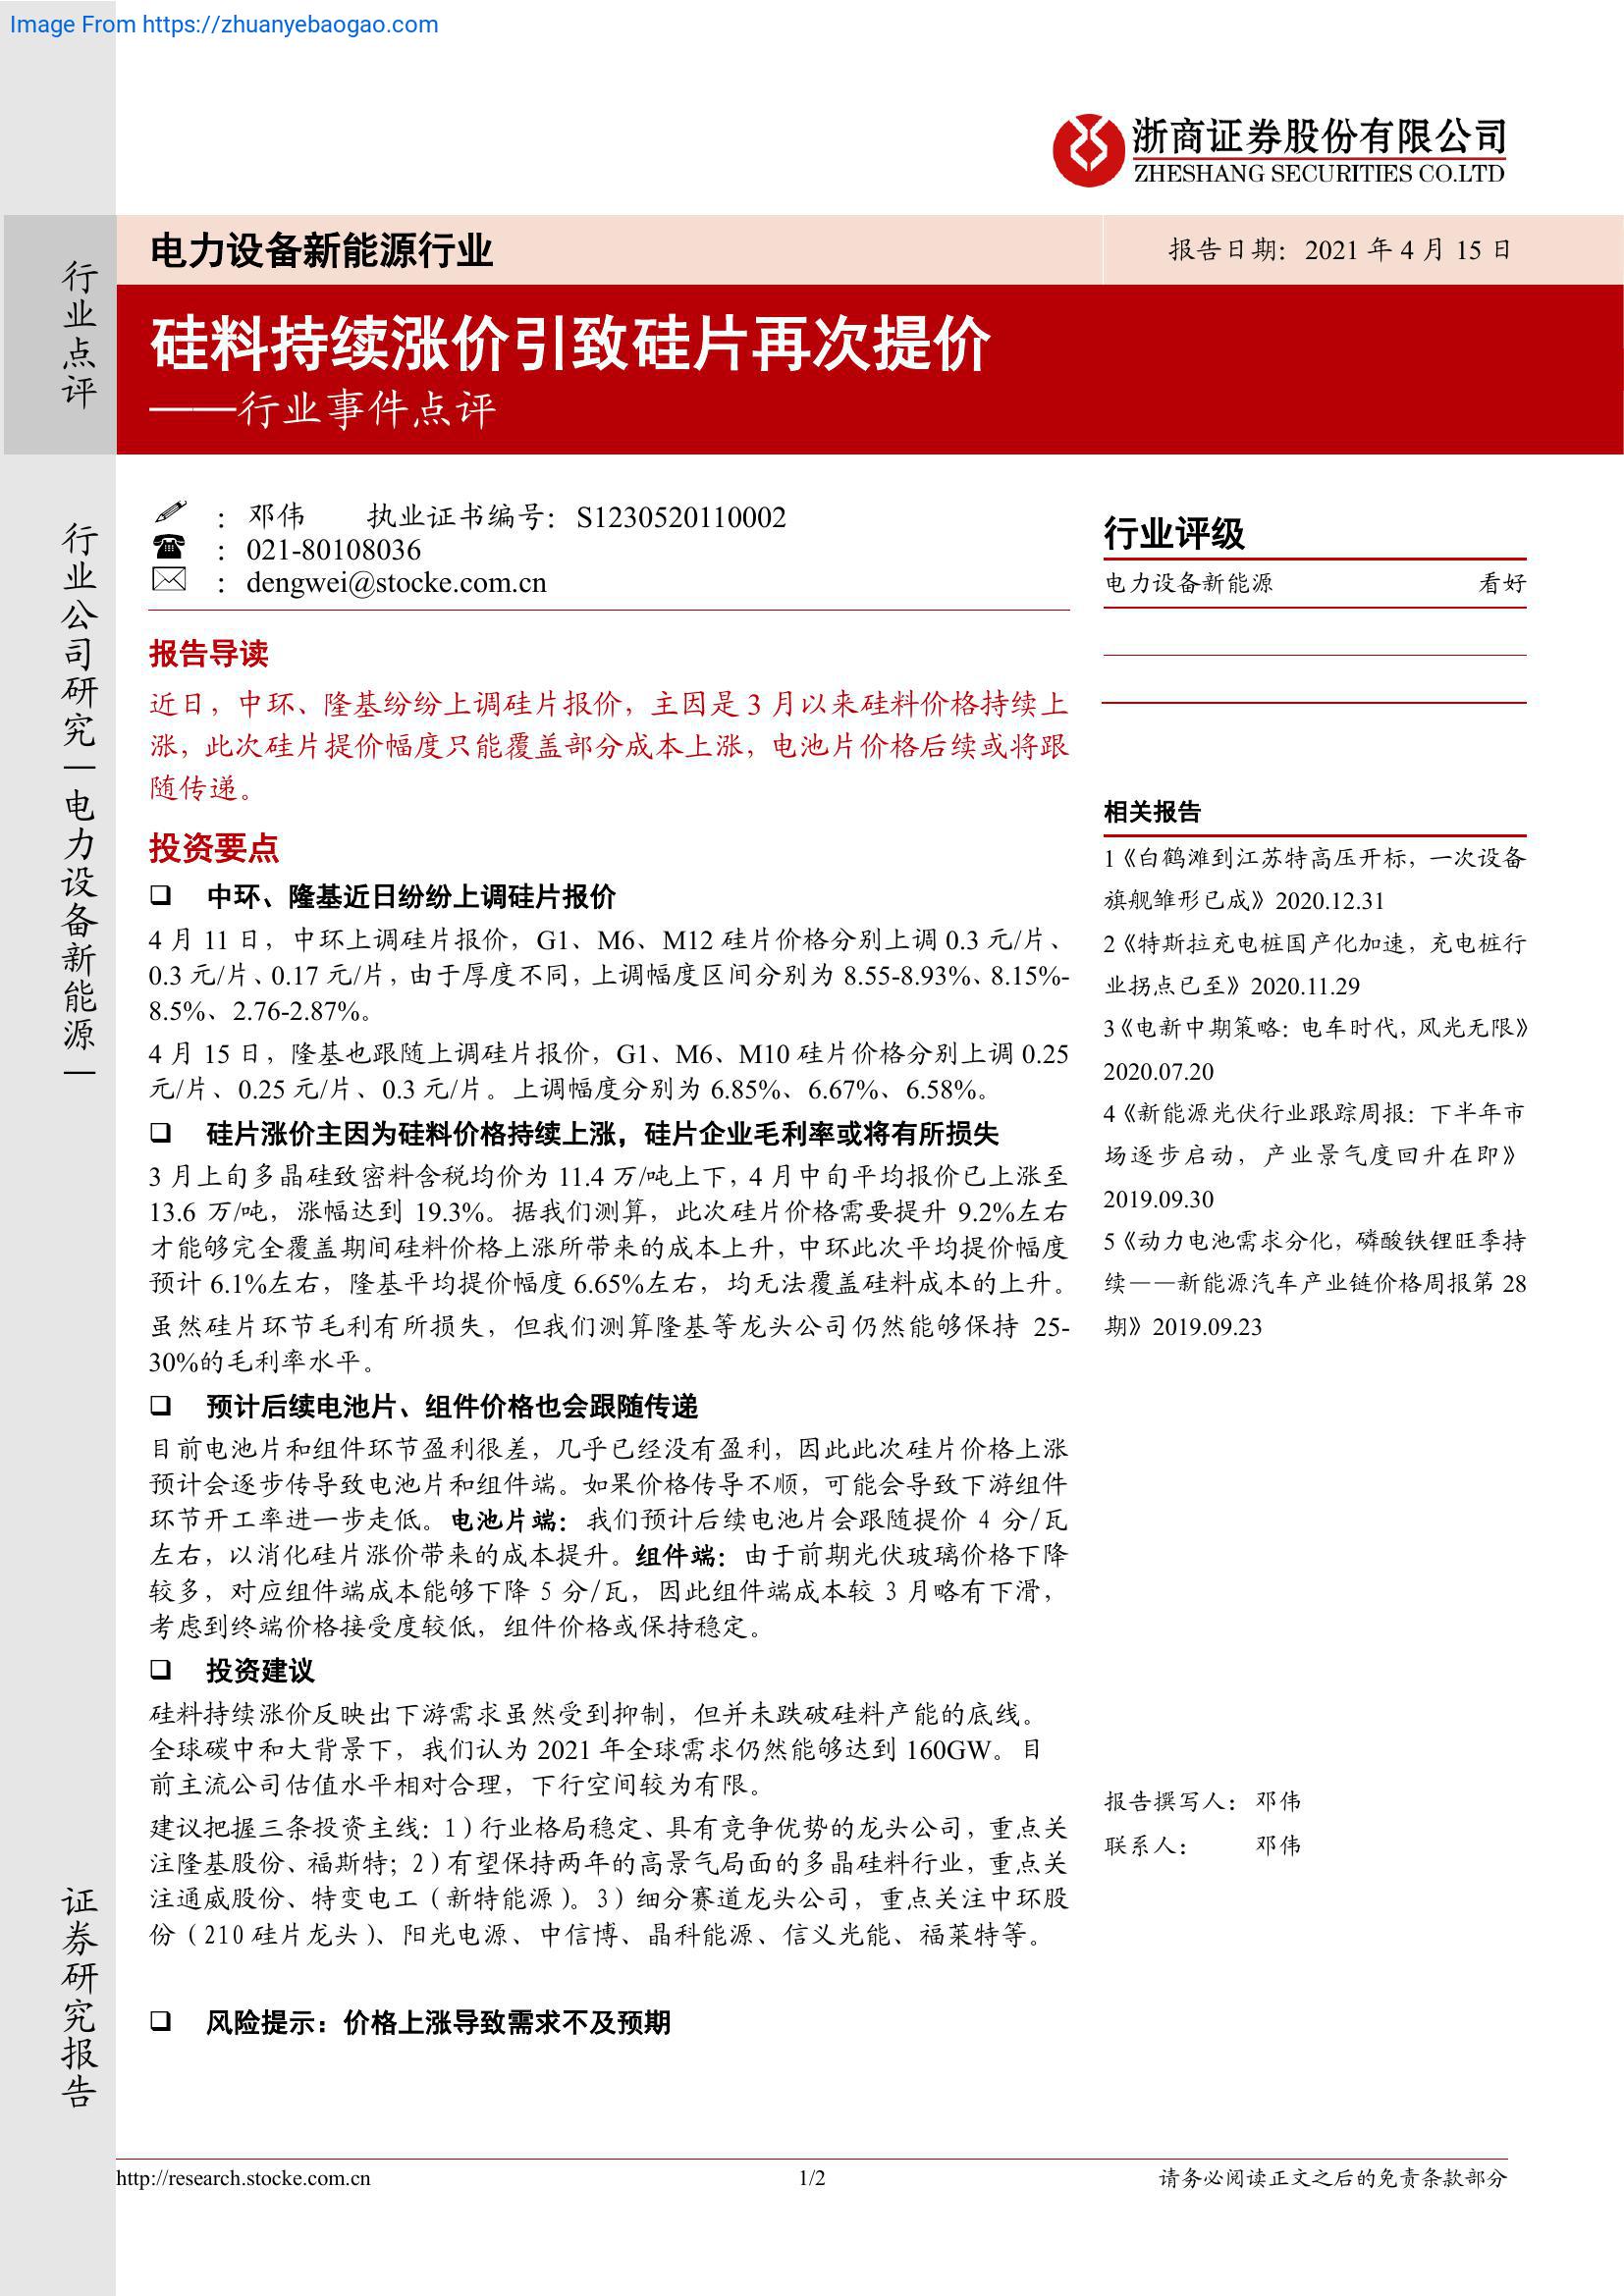 Image From https://zhuanyebaogao.com
浙商证券股份有限公司
ZHESHANG SECURITIES CO.LTD
行业点评
电力设备新能源行业
报告日期：2021 年 4 月 15 日
硅料持续涨价引致硅片再次提价
——行业事件点评
行业公司研究｜电力设备新能源｜
证券研究报告
：邓伟 执业证书编号：S1230520110002
：021-80108036
：dengwei@stocke.com.cn
报告导读
近日，中环、隆基纷纷上调硅片报价，主因是 3 月以来硅料价格持续上
涨，此次硅片提价幅度只能覆盖部分成本上涨，电池片价格后续或将跟
随传递。
投资要点
❑ 中环、隆基近日纷纷上调硅片报价
4 月 11 日，中环上调硅片报价，G1、M6、M12 硅片价格分别上调 0.3 元/片、
0.3 元/片、0.17 元/片，由于厚度不同，上调幅度区间分别为 8.55-8.93%、8.15%-
8.5%、2.76-2.87%。
4 月 15 日，隆基也跟随上调硅片报价，G1、M6、M10 硅片价格分别上调 0.25
元/片、0.25 元/片、0.3 元/片。上调幅度分别为 6.85%、6.67%、6.58%。
❑ 硅片涨价主因为硅料价格持续上涨，硅片企业毛利率或将有所损失
3 月上旬多晶硅致密料含税均价为 11.4 万/吨上下，4 月中旬平均报价已上涨至
13.6 万/吨，涨幅达到 19.3%。据我们测算，此次硅片价格需要提升 9.2%左右
才能够完全覆盖期间硅料价格上涨所带来的成本上升，中环此次平均提价幅度
预计 6.1%左右，隆基平均提价幅度 6.65%左右，均无法覆盖硅料成本的上升。
虽然硅片环节毛利有所损失，但我们测算隆基等龙头公司仍然能够保持 25-
30%的毛利率水平。
❑ 预计后续电池片、组件价格也会跟随传递
目前电池片和组件环节盈利很差，几乎已经没有盈利，因此此次硅片价格上涨
预计会逐步传导致电池片和组件端。如果价格传导不顺，可能会导致下游组件
环节开工率进一步走低。电池片端：我们预计后续电池片会跟随提价 4 分/瓦
左右，以消化硅片涨价带来的成本提升。组件端：由于前期光伏玻璃价格下降
较多，对应组件端成本能够下降 5 分/瓦，因此组件端成本较 3 月略有下滑，
考虑到终端价格接受度较低，组件价格或保持稳定。
❑ 投资建议
硅料持续涨价反映出下游需求虽然受到抑制，但并未跌破硅料产能的底线。
全球碳中和大背景下，我们认为 2021 年全球需求仍然能够达到 160GW。目
前主流公司估值水平相对合理，下行空间较为有限。
建议把握三条投资主线：1）行业格局稳定、具有竞争优势的龙头公司，重点关
注隆基股份、福斯特；2）有望保持两年的高景气局面的多晶硅料行业，重点关
注通威股份、特变电工（新特能源）。3）细分赛道龙头公司，重点关注中环股
份（210 硅片龙头）、阳光电源、中信博、晶科能源、信义光能、福莱特等。
❑ 风险提示：价格上涨导致需求不及预期
行业评级
电力设备新能源 看好
相关报告
1《白鹤滩到江苏特高压开标，一次设备
旗舰雏形已成》2020.12.31
2《特斯拉充电桩国产化加速，充电桩行
业拐点已至》2020.11.29
3《电新中期策略：电车时代，风光无限》
2020.07.20
4《新能源光伏行业跟踪周报：下半年市
场逐步启动，产业景气度回升在即》
2019.09.30
5《动力电池需求分化，磷酸铁锂旺季持
续——新能源汽车产业链价格周报第 28
期》2019.09.23
报告撰写人：邓伟
联系人： 邓伟
http://research.stocke.com.cn
1/2
请务必阅读正文之后的免责条款部分